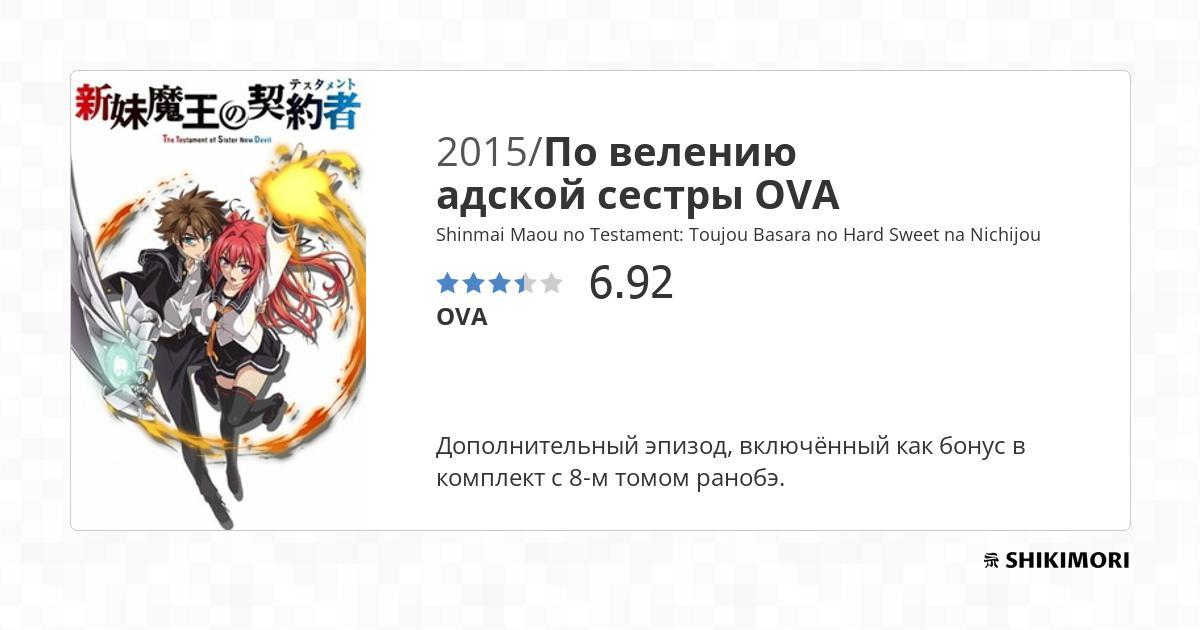 テスタメント
新妹魔王の契約者
The Testament of Sister New Devil
2015/По велению
адской сестры OVA
Shinmai Maou no Testament: Toujou Basara no Hard Sweet na Nichijou
6.92
OVA
Дополнительный эпизод, включённый как бонус в
комплект с 8-м томом ранобэ.
SHIKIMORI